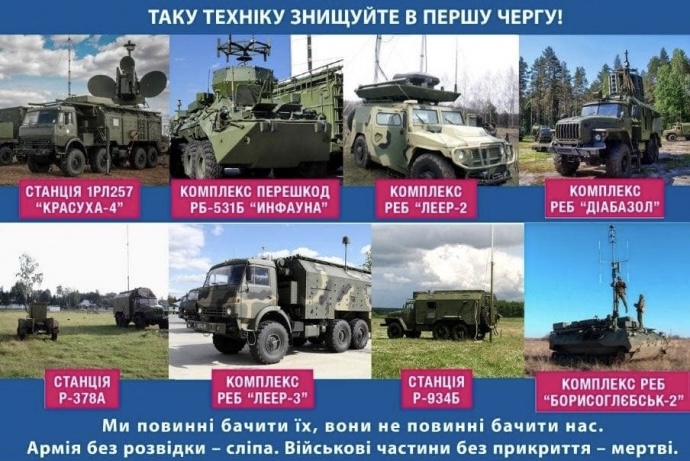 ТАКУ ТЕХНІКУ ЗНИЩУЙТЕ В ПЕРШУ ЧЕРГУ!
СТАНЦІЯ 1РЛ257
“КРАСУХА-4”
КОМПЛЕКС ПЕРЕШКОД
РБ-531Б “ИНФАУНА”
КОМПЛЕКС
РЕБ “ЛЕЕР-2
КОМПЛЕКС
РЕБ “ДІАБАЗОЛ”
СТАНЦІЯ
Р-378А
КОМПЛЕКС
РЕБ “ЛЕЕР-3”
СТАНЦІЯ
Р-934Б
КОМПЛЕКС РЕБ
“БОРИСОГЛЄБСЬК-2”
Ми повинні бачити їх, вони не повинні бачити нас.
Армія без розвідки – сліпа. Військові частини без прикриття – мертві.